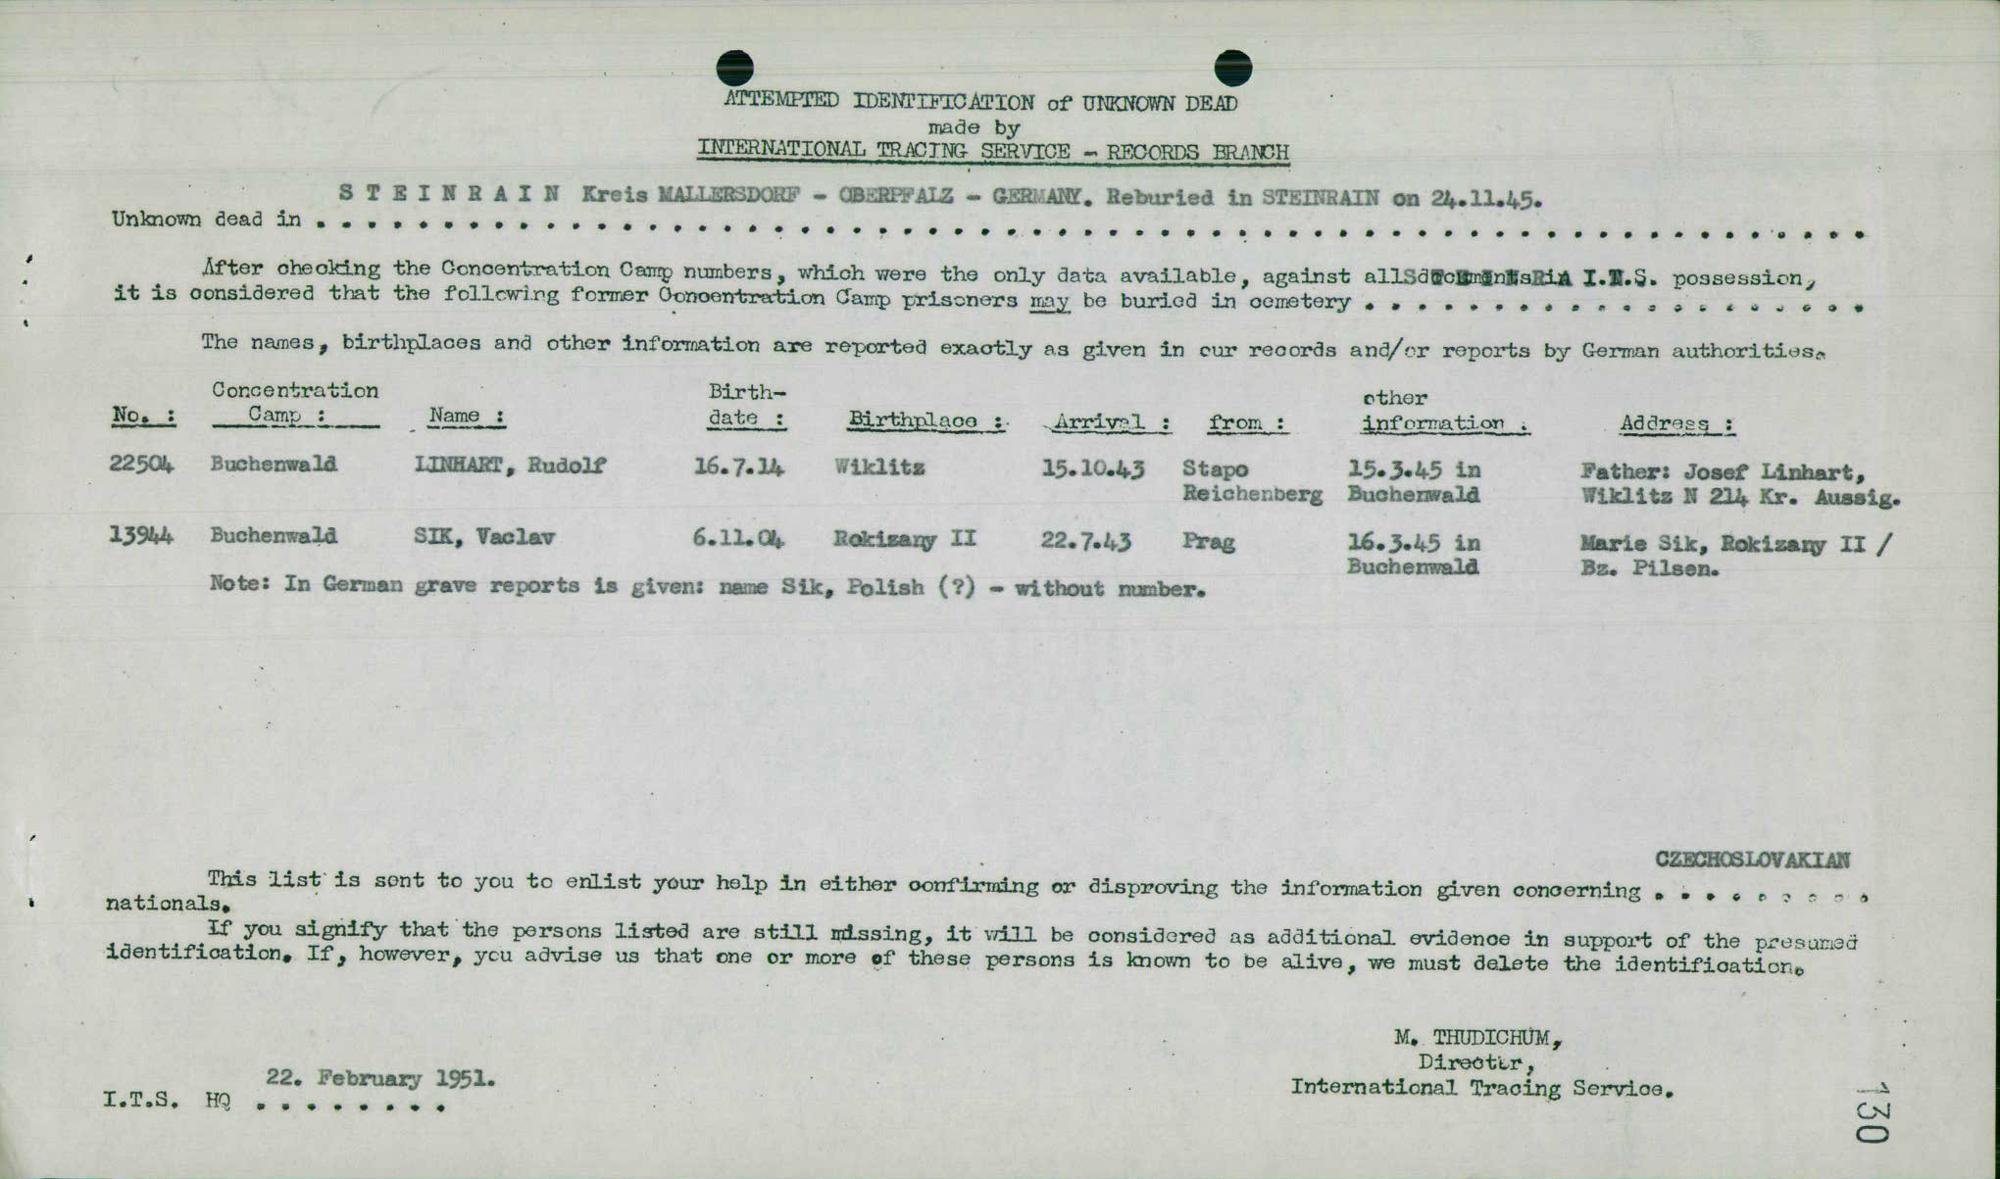 ATTEMPTED IDENTIFICATION of UNKNOWN DEAD
made by
INTERNATIONAL TRACING SERVICE - RECORDS BRANCH
STEINRAIN Kreis MALLERSDORF - OBERPFALZ - GERMANY. Reburied in STEINRAIN on 24.11.45.
Unknown dead in . . . . . . . . . . . . . . . . . . . . . . . . . . . . . .
After checking the Concentration Camp numbers, which were the only data available, against all I.T.S. possession,
it is considered that the following former Concentration Camp prisoners may be buried in cemetery . . . . . . . . . . . . . . . . . . . .
The names, birthplaces and other information are reported exactly as given in our records and/or reports by German authorities.
No. : Concentration Camp : Name : Birth-date : Birthplace : Arrival : from : other information : Address :
22504 Buchenwald LINHART, Rudolf 16.7.14 Wiklitz 15.10.43 Stapo 15.3.45 in Father: Josef Linhart,
Reichenberg Buchenwald Wiklitz N 214 Kr. Aussig.
13944 Buchenwald SIK, Vaclav 6.11.04 Rokizany II 22.7.43 Prag 16.3.45 in Marie Sik, Rokizany II /
Buchenwald Bz. Pilsen.
Note: In German grave reports is given: name Sik, Polish (?) - without number.
CZECHOSLOVAKIAN
This list is sent to you to enlist your help in either confirming or disproving the information given concerning . . . . . . . . .
nationals.
If you signify that the persons listed are still missing, it will be considered as additional evidence in support of the presumed
identification. If, however, you advise us that one or more of these persons is known to be alive, we must delete the identification.
M. THUDICHUM,
Director,
International Tracing Service.
22. February 1951.
I.T.S. HQ . . . . . . . .
130